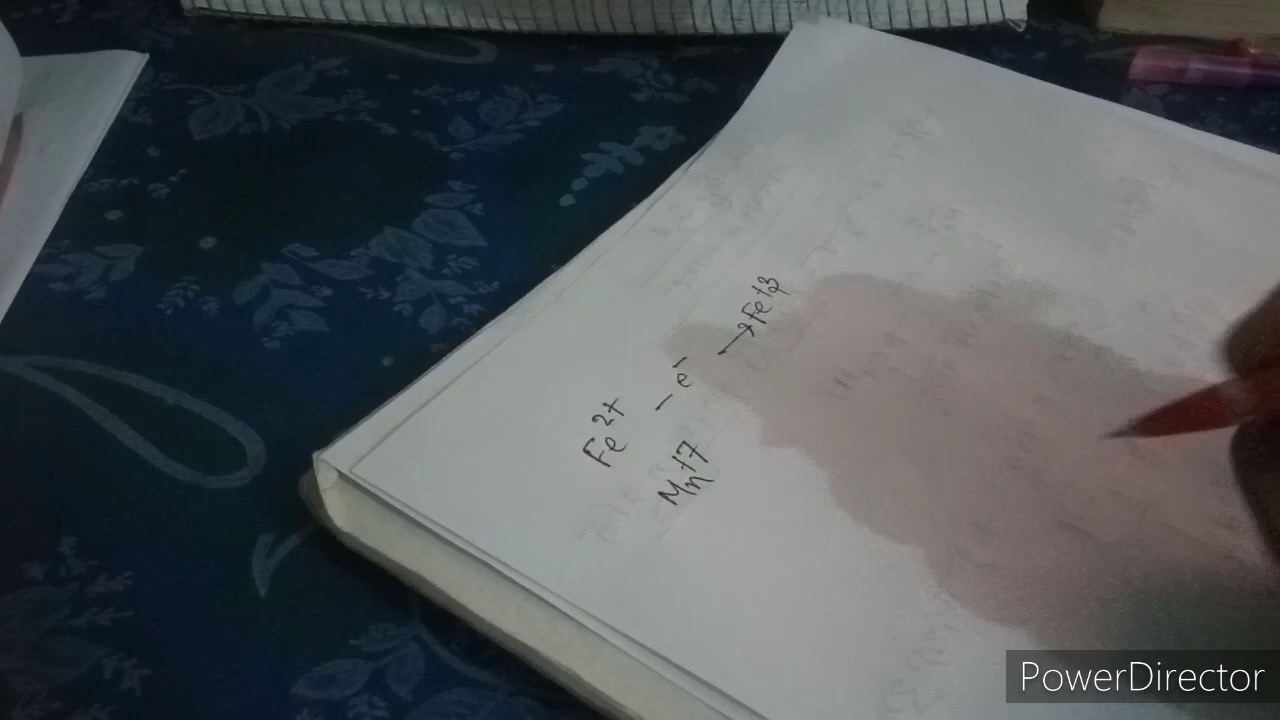 Fe²⁺ – e⁻ → Fe⁺³
Mn⁺⁷
PowerDirector